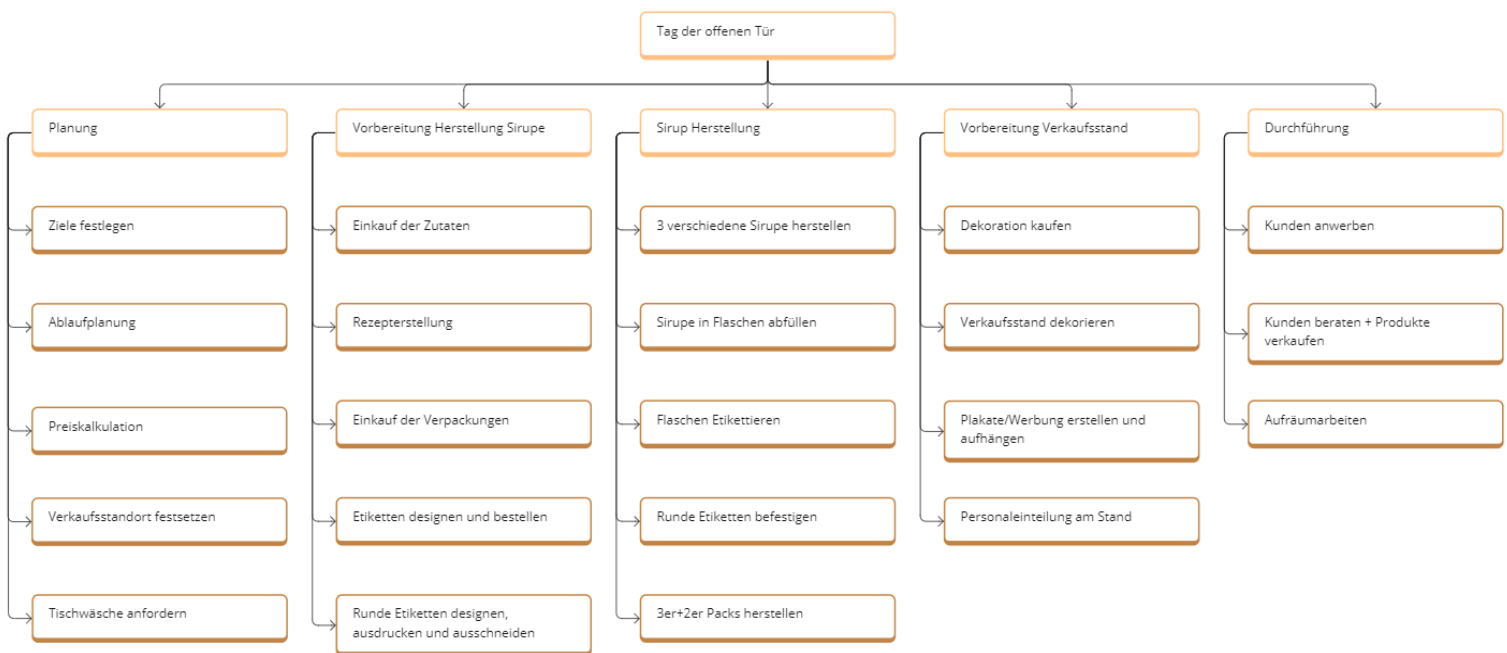 Tag der offenen Tür
Planung
Ziele festlegen
Ablaufplanung
Preiskalkulation
Verkaufsstandort festsetzen
Tischwäsche anfordern
Vorbereitung Herstellung Sirupe
Einkauf der Zutaten
Rezepterstellung
Einkauf der Verpackungen
Etiketten designen und bestellen
Runde Etiketten designen,
ausdrucken und ausschneiden
Sirup Herstellung
3 verschiedene Sirupe herstellen
Sirupe in Flaschen abfüllen
Flaschen Etikettieren
Runde Etiketten befestigen
3er+2er Packs herstellen
Vorbereitung Verkaufsstand
Dekoration kaufen
Verkaufsstand dekorieren
Plakate/Werbung erstellen und
aufhängen
Personaleinteilung am Stand
Durchführung
Kunden anwerben
Kunden beraten + Produkte
verkaufen
Aufräumarbeiten